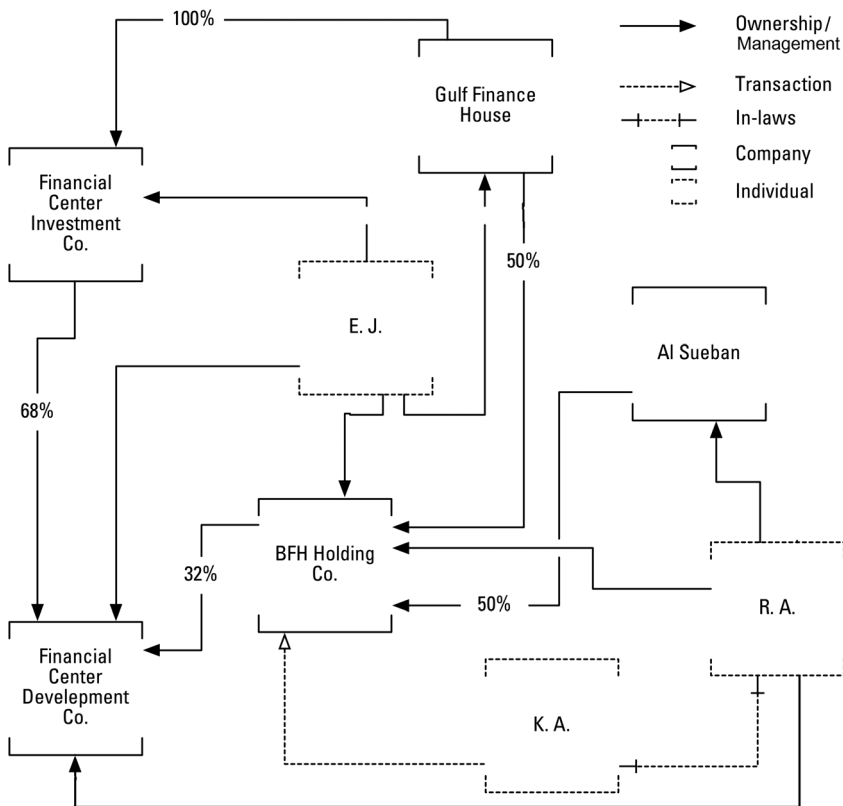 100%
Ownership/
Management
Gulf Finance
House
Transaction
In-laws
Company
Individual
Financial
Center
Investment
Co.
50%
E. J.
Al Sueban
68%
BFH Holding
Co.
32%
50%
R. A.
Financial
Center
Develepment
Co.
K. A.